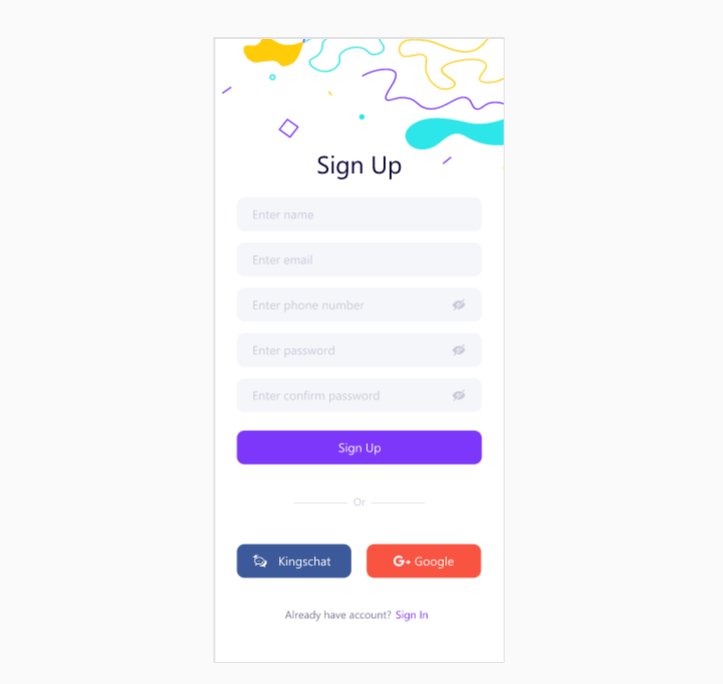 Sign Up
Enter name
Enter email
Enter phone number
Enter password
Enter confirm password
Sign Up
Or
Kingschat
G+ Google
Already have account? Sign In